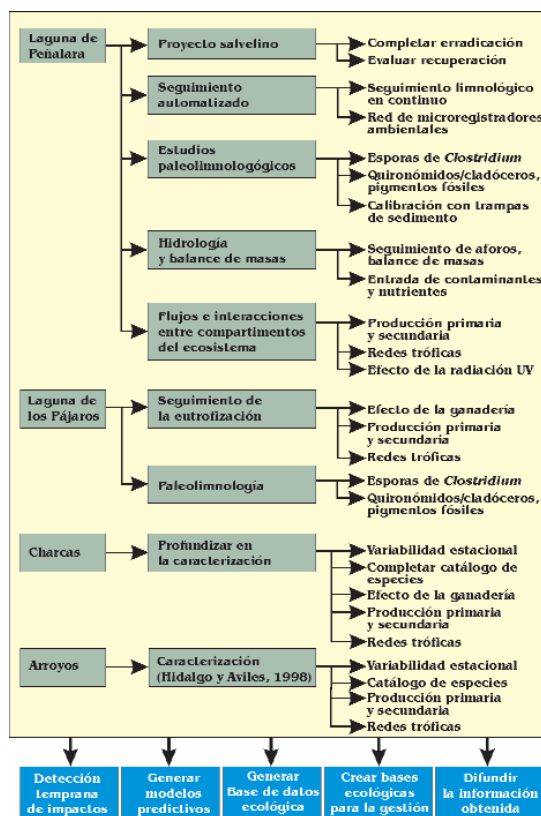 Laguna de
Peñalara
Proyecto salvelino
Completar erradicación
Evaluar recuperación
Seguimiento
automatizado
Seguimiento limnológico
en continuo
Red de microregistradores
ambientales
Estudios
paleolimnogógicos
Esporas de Clostridium
Quironómidos/cladóceros,
pigmentos fósiles
Calibración con trampas
de sedimento
Hidrología
y balance de masas
Seguimiento de aforos,
balance de masas
Entrada de contaminantes
y nutrientes
Flujos e interacciones
entre compartimentos
del ecosistema
Producción primaria
y secundaria
Redes tróficas
Efecto de la radiación UV
Laguna de
los Pájaros
Seguimiento de
la eutrofización
Efecto de la ganadería
Producción primaria
y secundaria
Redes tróficas
Paleolimnología
Esporas de Clostridium
Quironómidos/cladóceros,
pigmentos fósiles
Charcas
Profundizar en
la caracterización
Variabilidad estacional
Completar catálogo de
especies
Efecto de la ganadería
Producción primaria
y secundaria
Redes tróficas
Arroyos
Caracterización
(Hidalgo y Aviles, 1998)
Variabilidad estacional
Catálogo de especies
Producción primaria
y secundaria
Redes tróficas
Detección
temprana
de impactos
Generar
modelos
predictivos
Generar
Base de datos
ecológica
Crear bases
ecológicas
para la gestión
Difundir
la información
obtenida